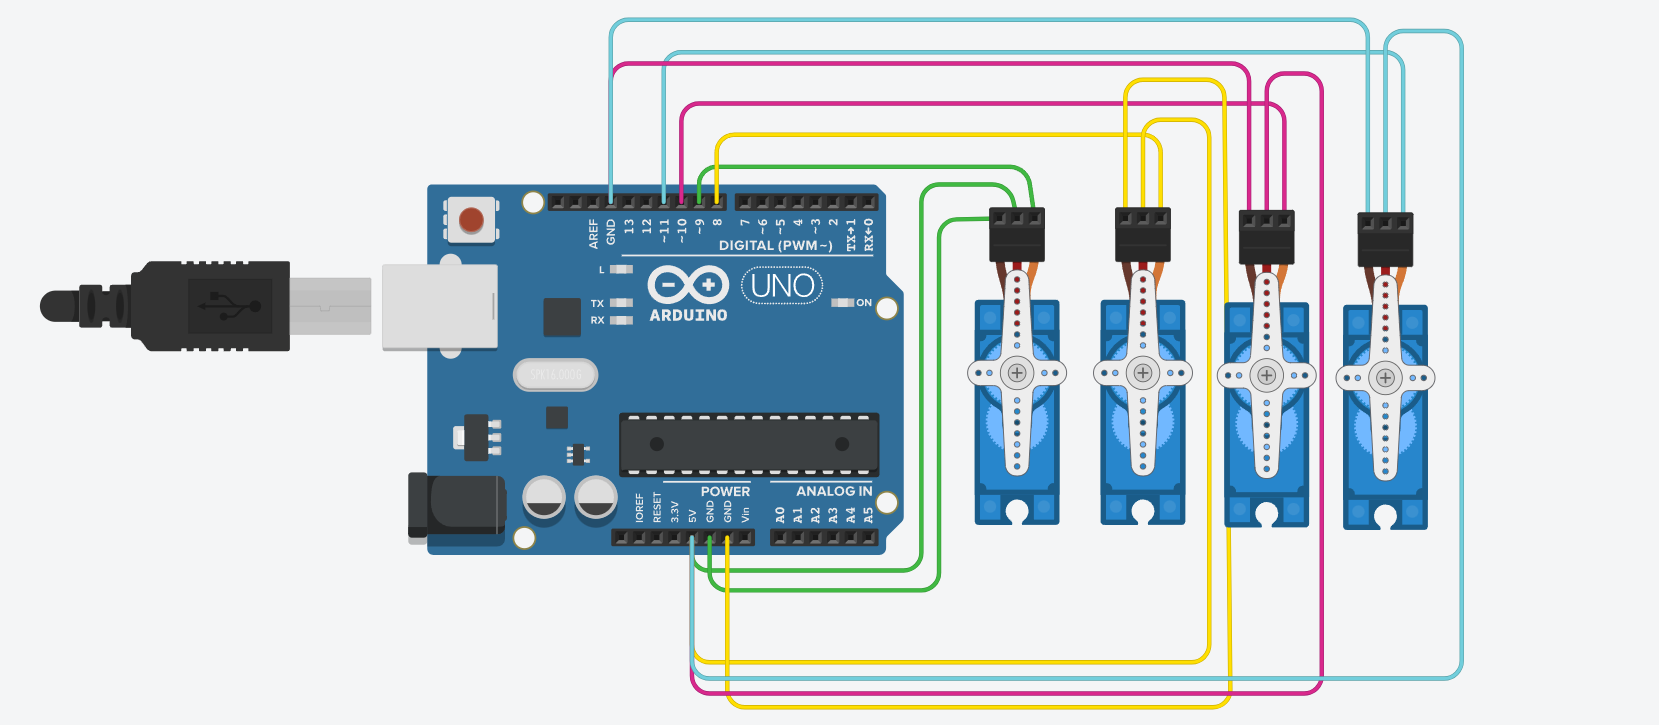 AREF
GND
13
12
~11
~10
~9
8
7
~6
~5
4
~3
2
TX→1
RX←0
DIGITAL (PWM~)
L
TX
RX
UNO
ARDUINO
ON
POWER
ANALOG IN
IOREF
RESET
3.3V
5V
GND
GND
Vin
A0
A1
A2
A3
A4
A5